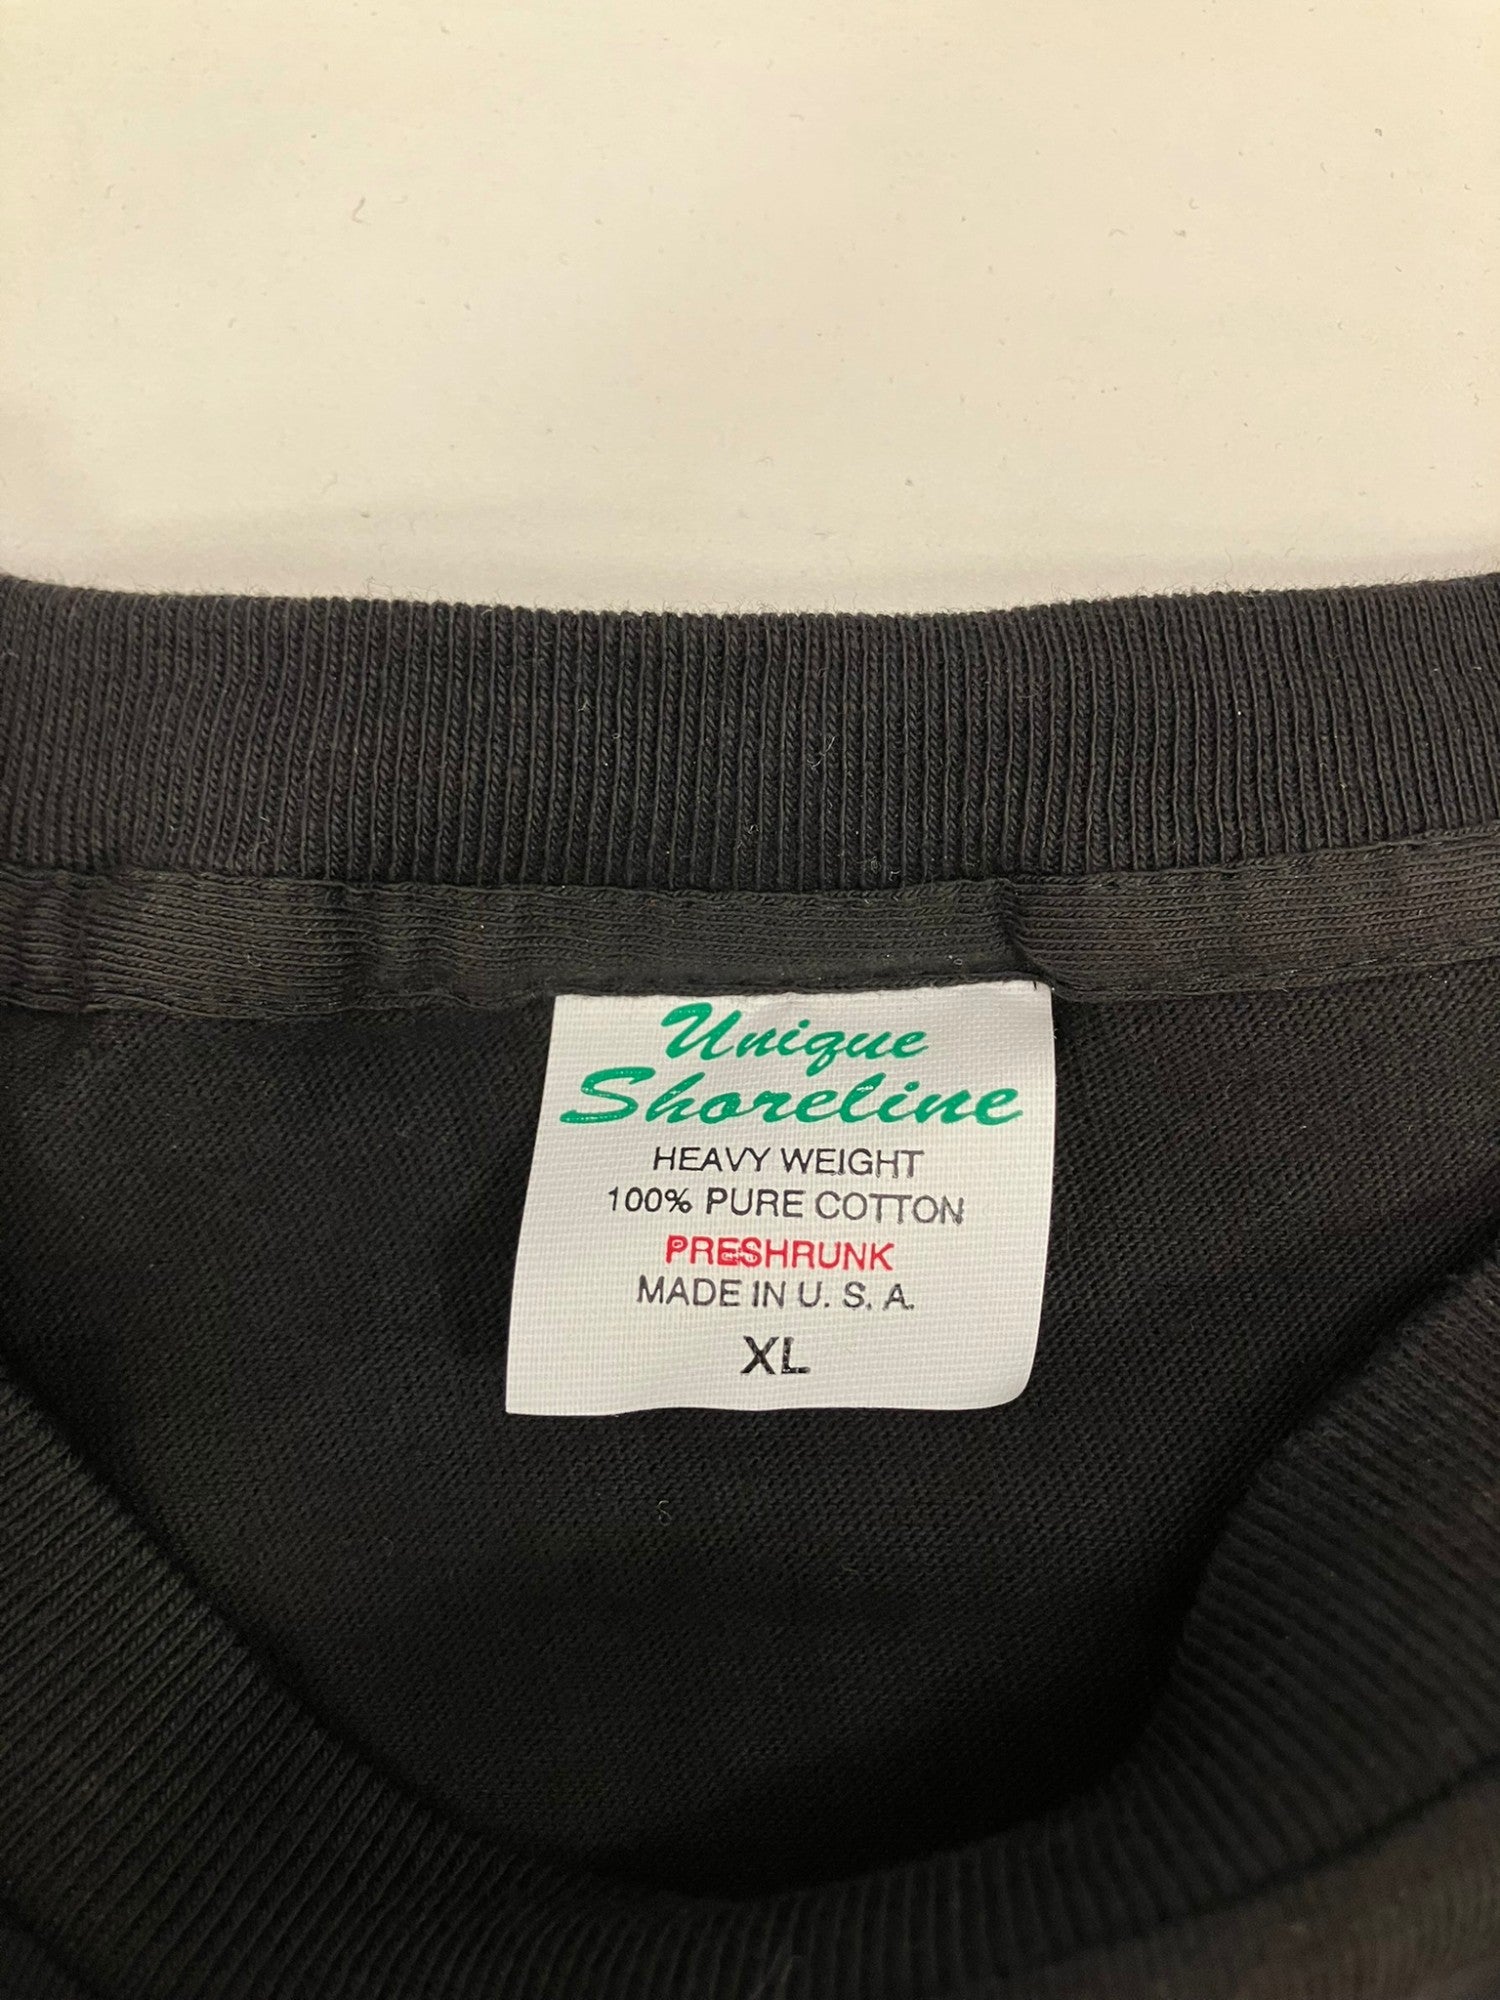 Unique
Shoreline
HEAVY WEIGHT
100% PURE COTTON
PRESHRUNK
MADE IN U. S. A.
XL